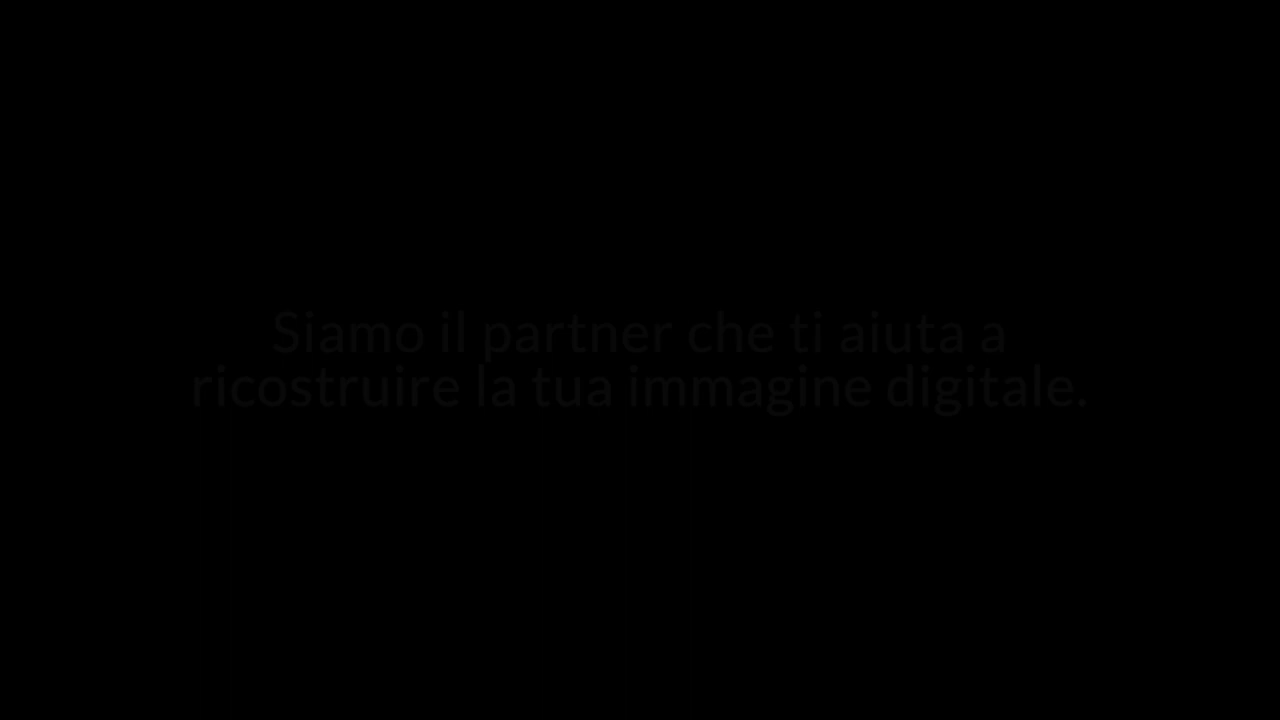 Siamo il partner che ti aiuta a
ricostruire la tua immagine digitale.